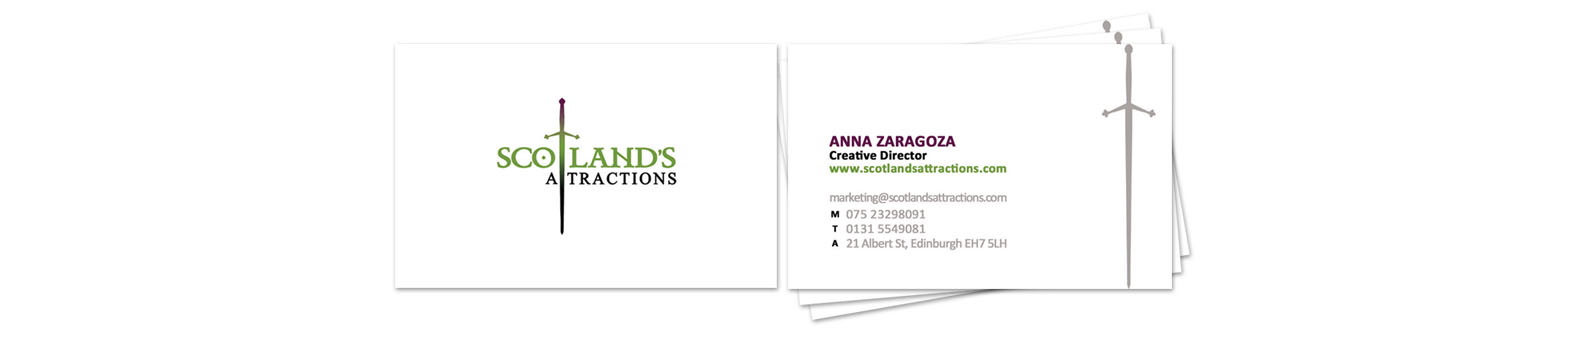 SCOTLAND'S
ATTRACTIONS
ANNA ZARAGOZA
Creative Director
www.scotlandsattractions.com
marketing@scotlandsattractions.com
M 075 23298091
T 0131 5549081
A 21 Albert St, Edinburgh EH7 5LH